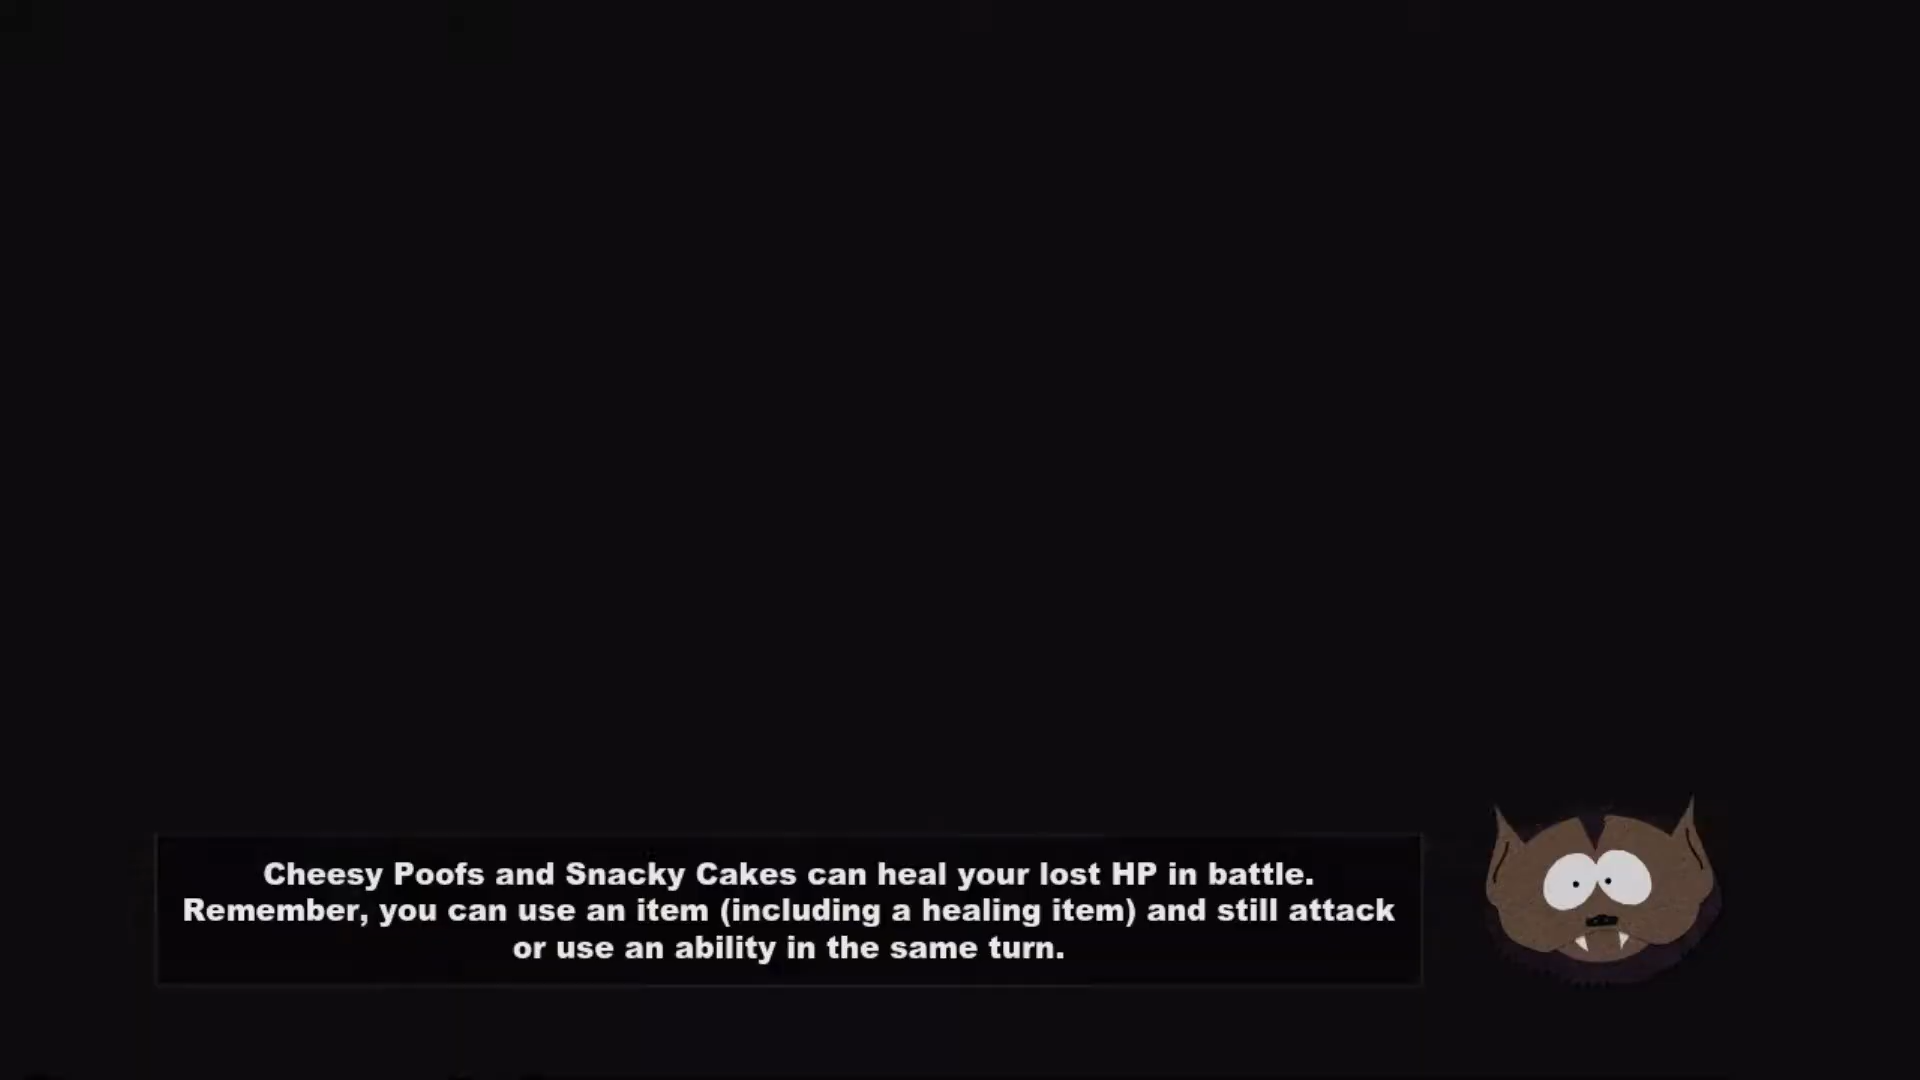 Cheesy Poofs and Snacky Cakes can heal your lost HP in battle.
Remember, you can use an item (including a healing item) and still attack
or use an ability in the same turn.